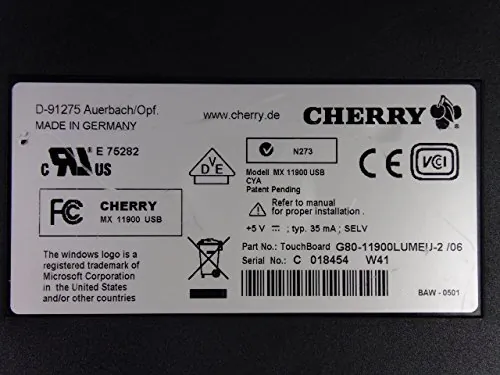 D-91275 Auerbach/Opf.
MADE IN GERMANY
www.cherry.de
CHERRY ®
c RU US ® E 75282
VDE
N273
CE
VCI
Modell MX 11900 USB
CYA
Patent Pending
FC CHERRY
MX 11900 USB
Refer to manual
for proper installation .
+5 V ; typ. 35 mA ; SELV
The windows logo is a
registered trademark of
Microsoft Corporation
in the United States
and/or other countries
Part No.: TouchBoard G80-11900LUMEU-2 /06
Serial No.: C 018454 W41
BAW - 0501